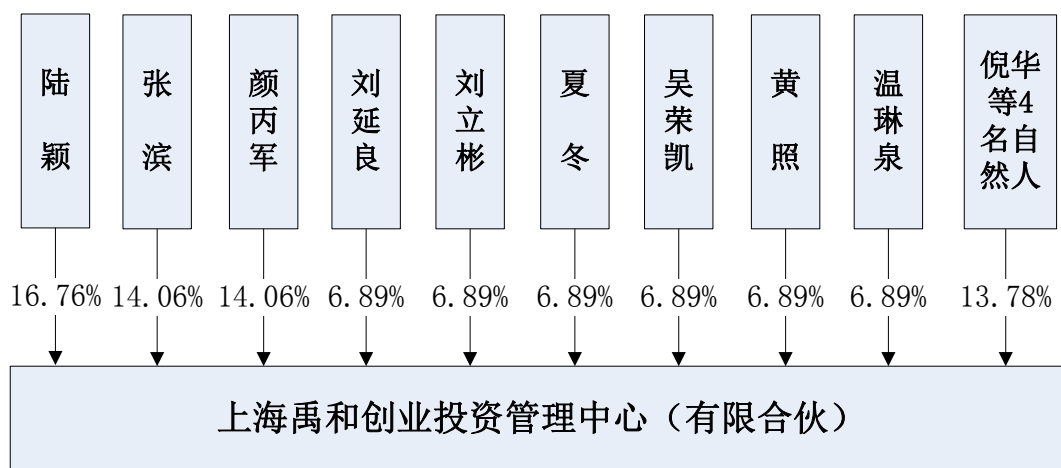 陆颖
张滨
颜丙军
刘延良
刘立彬
夏冬
吴荣凯
黄照
温琳泉
倪华等4名自然人
16.76% 14.06% 14.06% 6.89% 6.89% 6.89% 6.89% 6.89% 6.89% 13.78%
上海禹和创业投资管理中心（有限合伙）